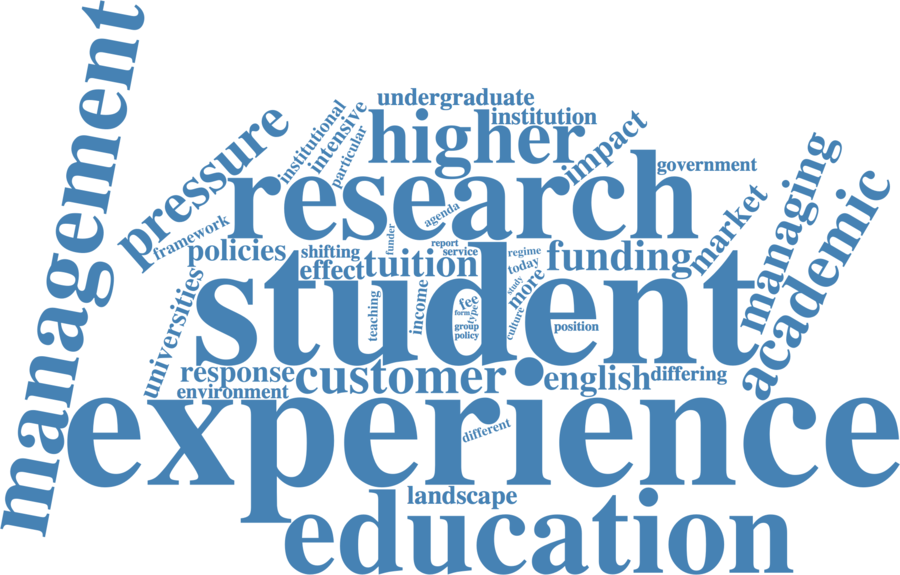 management
undergraduate
institution
higher
institutional
intensive
particular
pressure
impact
government
research
agenda
framework
policies
shifting
effect
tuition
funder
report
service
regime
today
study
more
culture
funding
market
managing
academic
student
universities
teaching
income
fee
form
type
group
policy
position
response
environment
customer
english
differing
experience
different
landscape
education